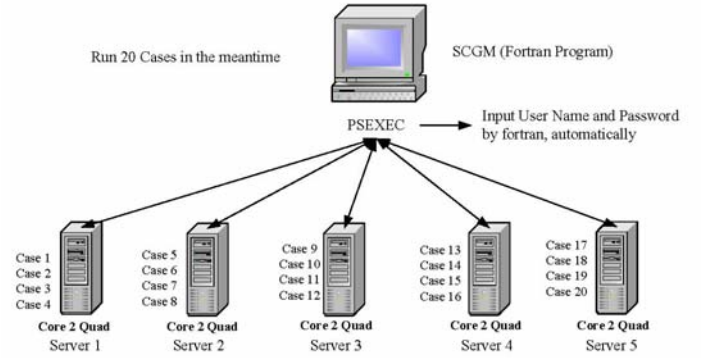 Run 20 Cases in the meantime
SCGM (Fortran Program)
PSEXEC
Input User Name and Password
by fortran, automatically
Case 1
Case 2
Case 3
Case 4
Core 2 Quad
Server 1
Case 5
Case 6
Case 7
Case 8
Core 2 Quad
Server 2
Case 9
Case 10
Case 11
Case 12
Core 2 Quad
Server 3
Case 13
Case 14
Case 15
Case 16
Core 2 Quad
Server 4
Case 17
Case 18
Case 19
Case 20
Core 2 Quad
Server 5